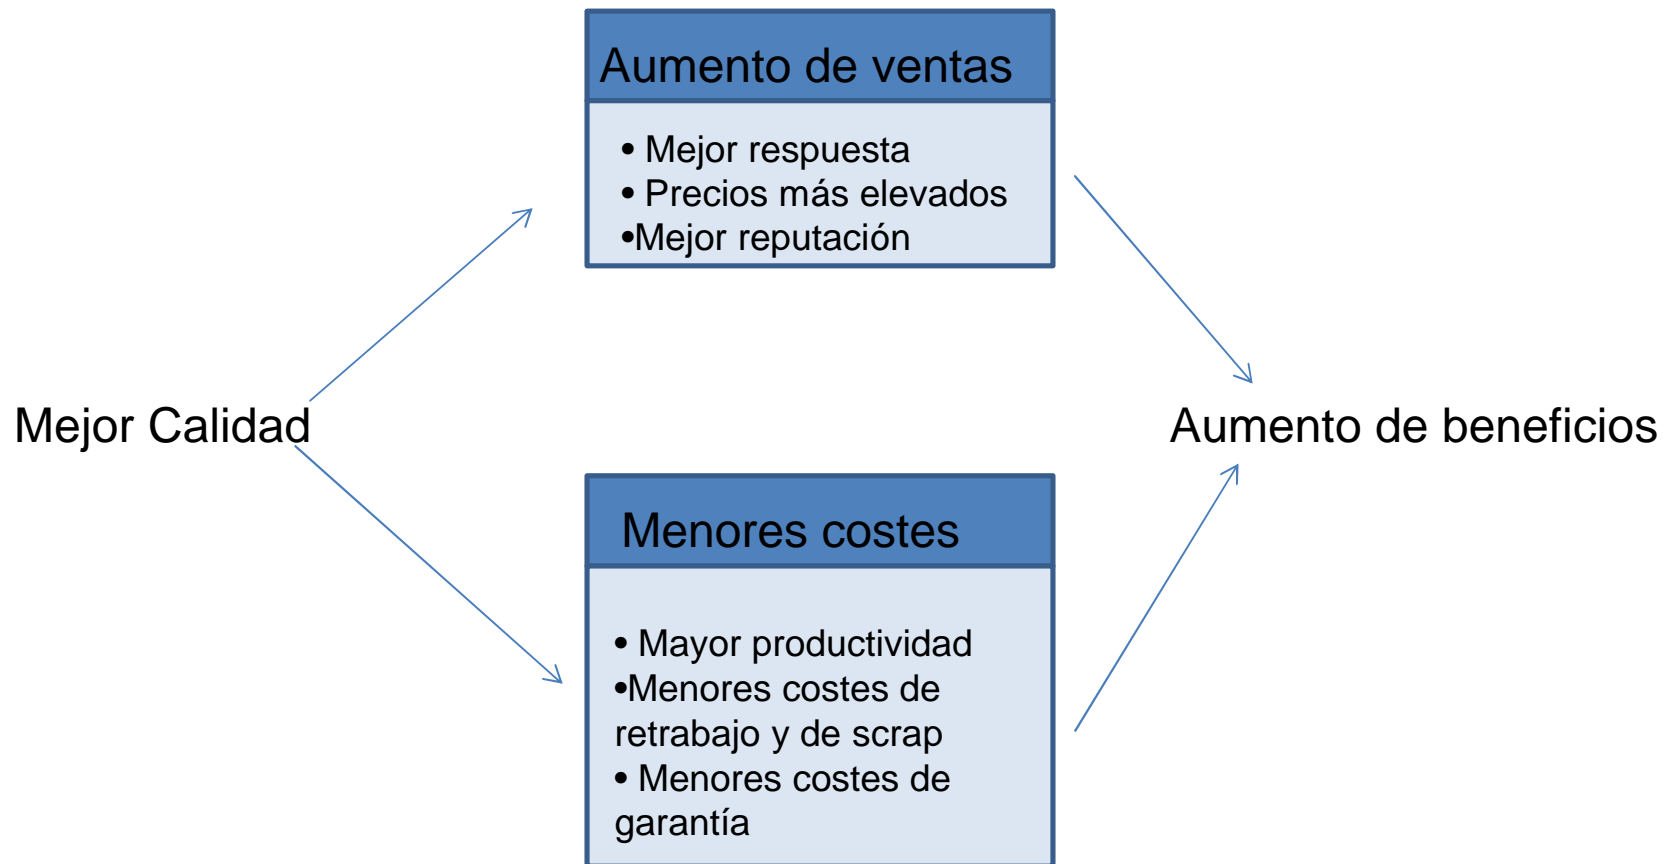 Aumento de ventas
• Mejor respuesta
• Precios más elevados
•Mejor reputación
Mejor Calidad
Aumento de beneficios
Menores costes
• Mayor productividad
•Menores costes de
retrabajo y de scrap
• Menores costes de
garantía